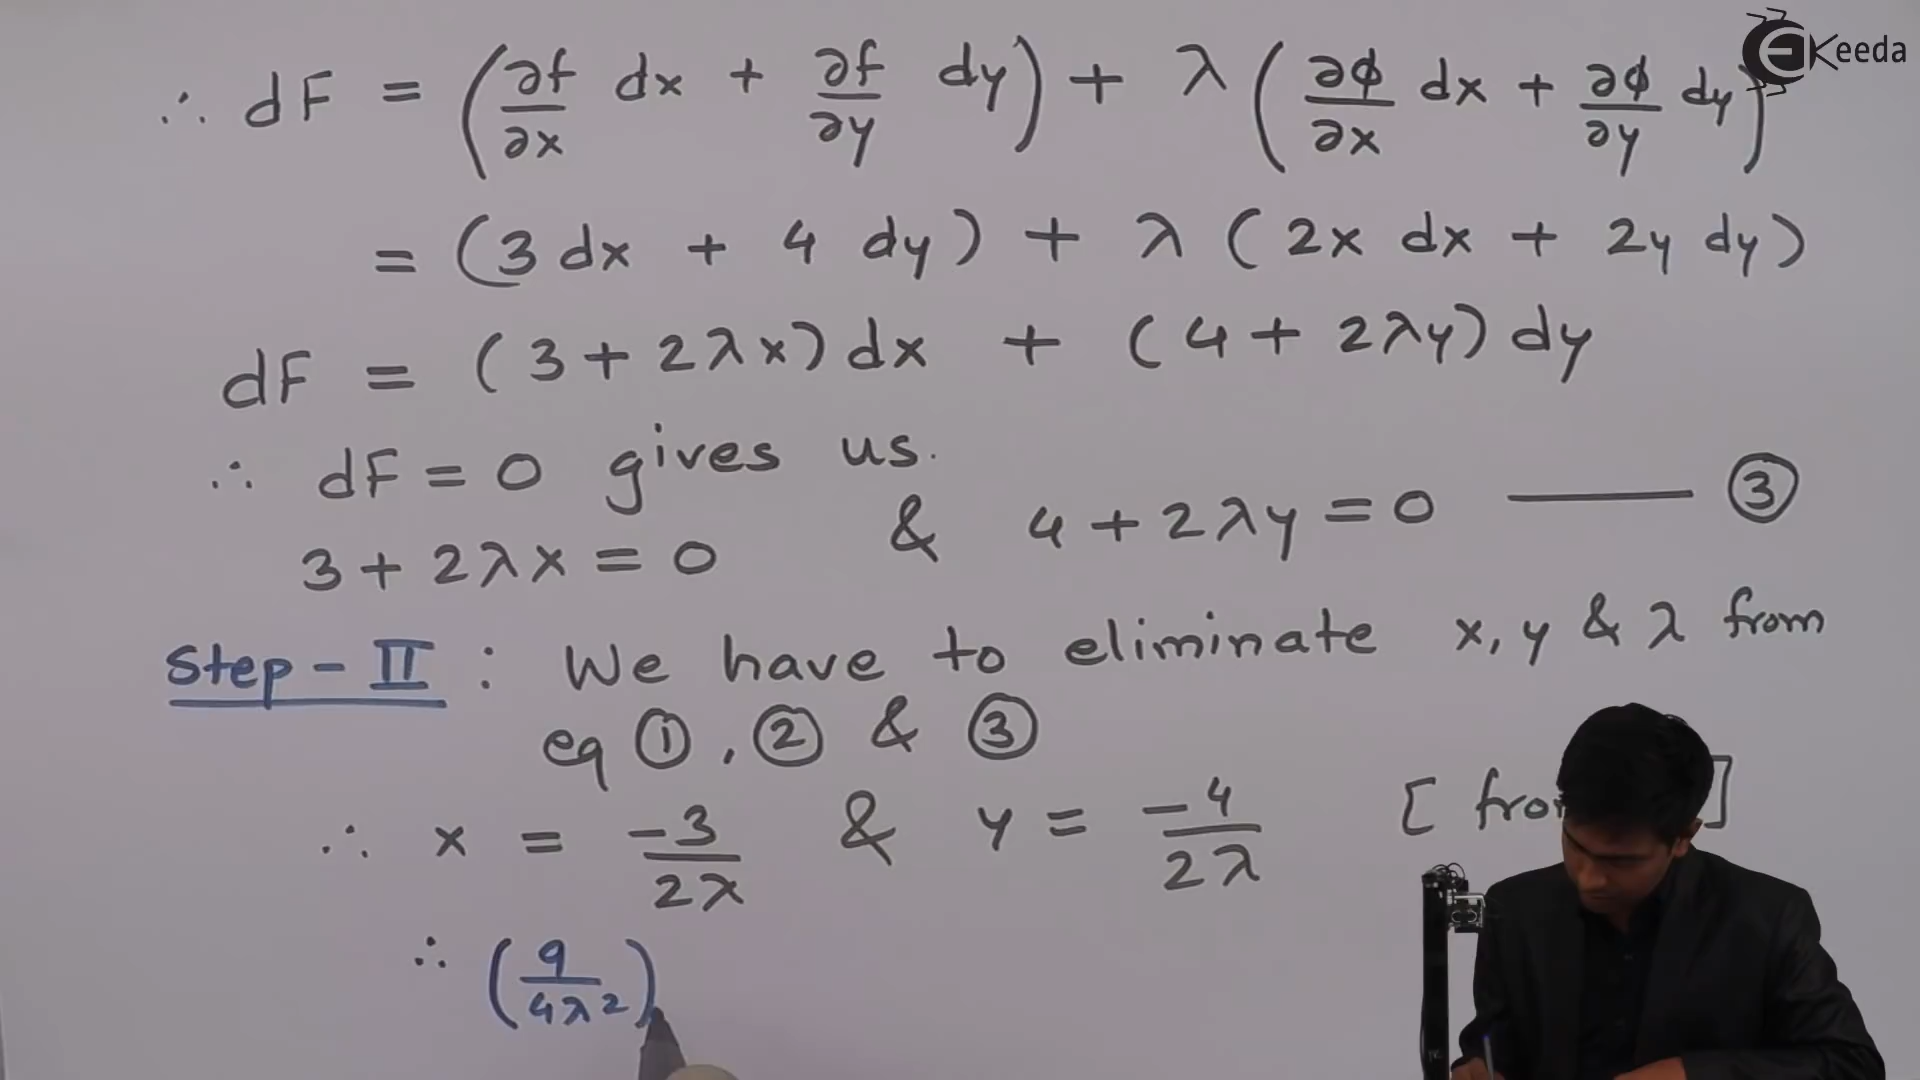 Keeda
∴ dF = (∂f/∂x dx + ∂f/∂y dy) + λ (∂ϕ/∂x dx + ∂ϕ/∂y dy)
= (3 dx + 4 dy) + λ (2x dx + 2y dy)
dF = (3 + 2λx) dx + (4 + 2λy) dy
∴ dF = 0 gives us.
3 + 2λx = 0 & 4 + 2λy = 0 —— ③
Step - II : We have to eliminate x, y & λ from
eq ①, ② & ③
∴ x = -3/2λ & y = -4/2λ [ ]
∴ (9/4λ²)